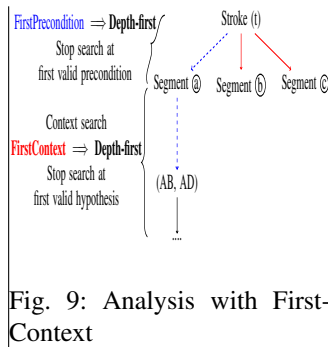 FirstPrecondition ⇒ Depth-first
Stop search at
first valid precondition
Stroke (t)
Segment ⓐ
Segment ⓑ
Segment ⓒ
Context search
FirstContext ⇒ Depth-first
Stop search at
first valid hypothesis
(AB, AD)
....
Fig. 9: Analysis with First-
Context